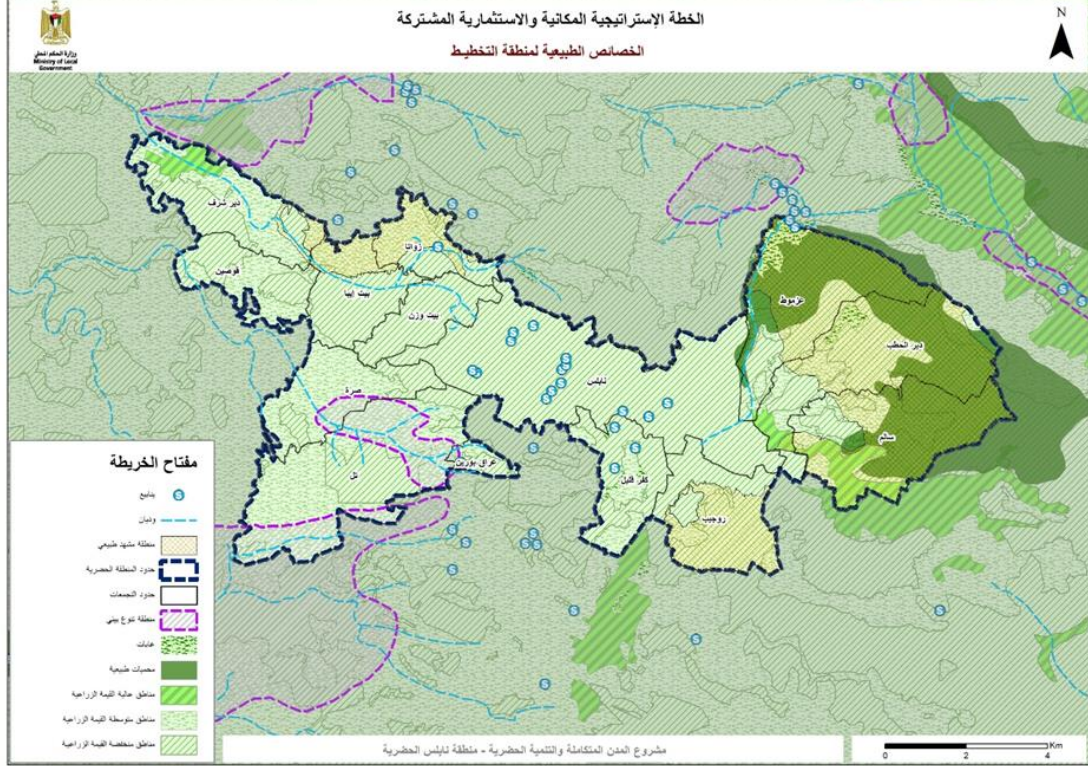 الخطة الإستراتيجية المكانية والاستثمارية المشتركة
الخصائص الطبيعية لمنطقة التخطيط
وزارة الحكم المحلي
Ministry of Local
Government
N
دير شرف
زواتا
قوصين
بيت إيبا
بيت وزن
عزموط
دير الحطب
نابلس
صرة
سالم
عراق بورين
تل
كفر قليل
روجيب
مفتاح الخريطة
ينابيع
وديان
منطقة مشهد طبيعي
حدود المنطقة الحضرية
حدود التجمعات
منطقة تنوع بيئي
غابات
محميات طبيعية
مناطق عالية القيمة الزراعية
مناطق متوسطة القيمة الزراعية
مناطق منخفضة القيمة الزراعية
مشروع المدن المتكاملة والتنمية الحضرية - منطقة نابلس الحضرية
Km
0 2 4